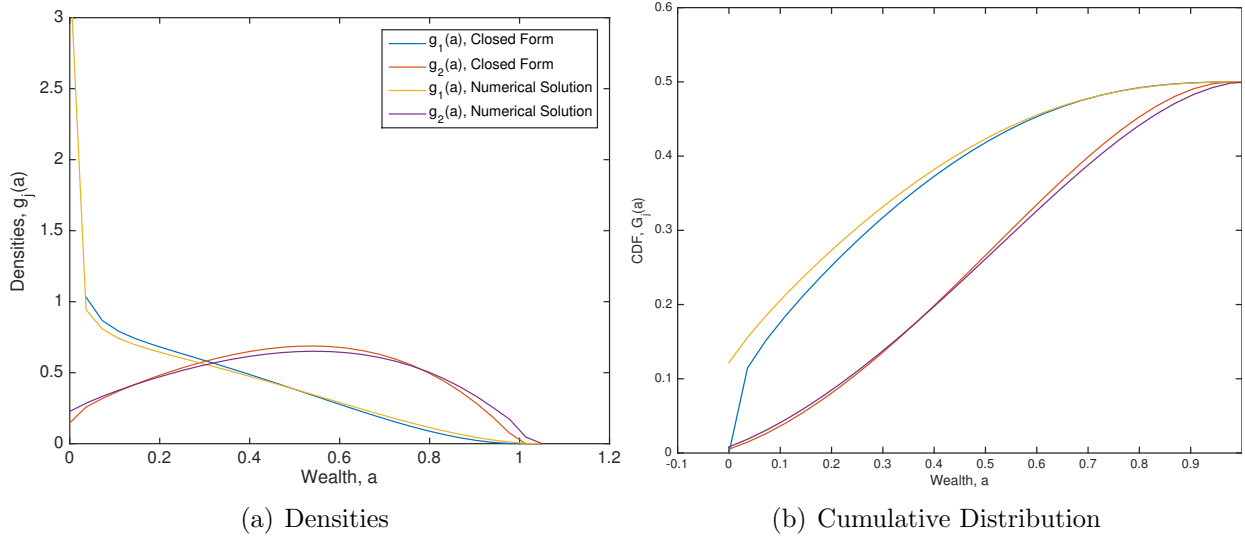 3
2.5
2
1.5
1
0.5
0
Densities, g_j(a)
0 0.2 0.4 0.6 0.8 1 1.2
Wealth, a
g_1(a), Closed Form
g_2(a), Closed Form
g_1(a), Numerical Solution
g_2(a), Numerical Solution
(a) Densities
0.6
0.5
0.4
0.3
0.2
0.1
0
CDF, G_j(a)
-0.1 0 0.1 0.2 0.3 0.4 0.5 0.6 0.7 0.8 0.9
Wealth, a
(b) Cumulative Distribution